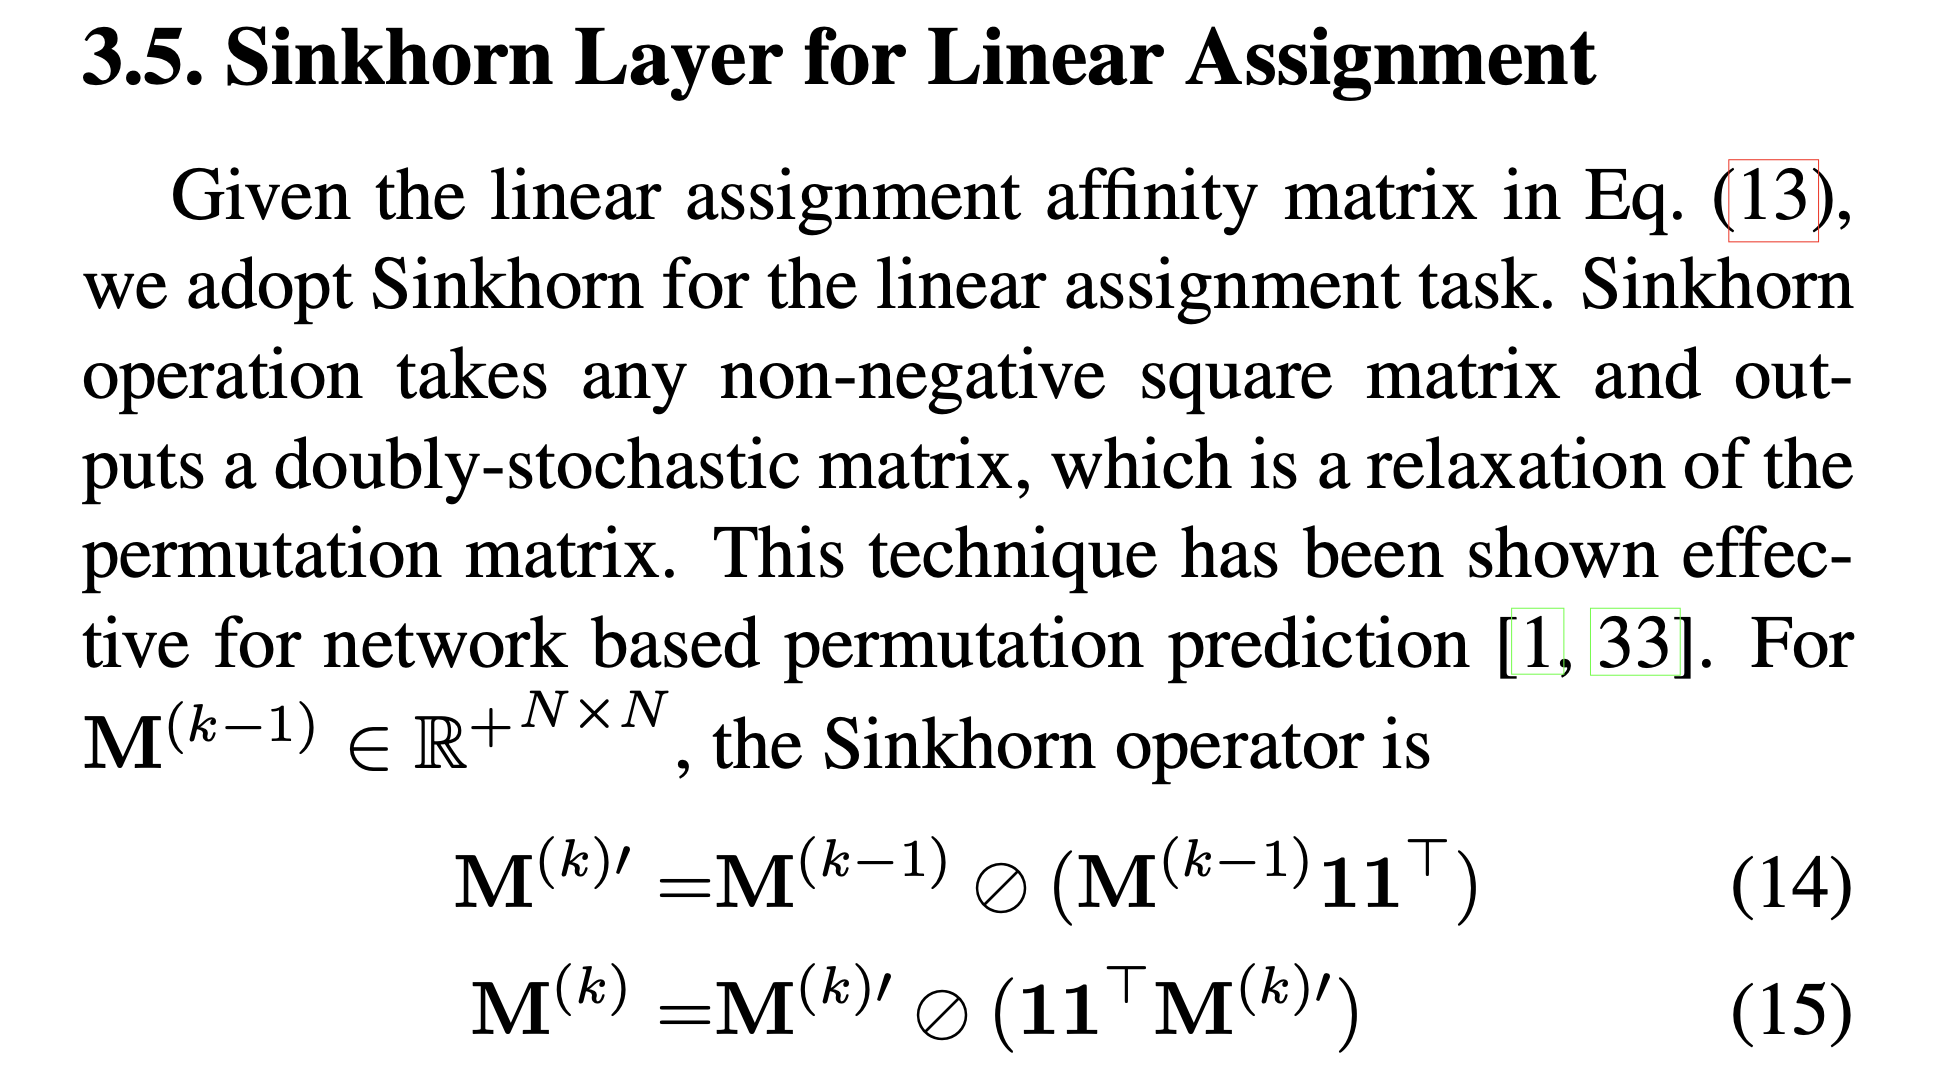 3.5. Sinkhorn Layer for Linear Assignment
Given the linear assignment affinity matrix in Eq. (13),
we adopt Sinkhorn for the linear assignment task. Sinkhorn
operation takes any non-negative square matrix and out-
puts a doubly-stochastic matrix, which is a relaxation of the
permutation matrix. This technique has been shown effec-
tive for network based permutation prediction [1, 33]. For
$\mathbf{M}^{(k-1)} \in \mathbb{R}^{+^{N \times N}}$, the Sinkhorn operator is
$\mathbf{M}^{(k)\prime} = \mathbf{M}^{(k-1)} \oslash (\mathbf{M}^{(k-1)} \mathbf{1}\mathbf{1}^\top)$ (14)
$\mathbf{M}^{(k)} = \mathbf{M}^{(k)\prime} \oslash (\mathbf{1}\mathbf{1}^\top \mathbf{M}^{(k)\prime})$ (15)